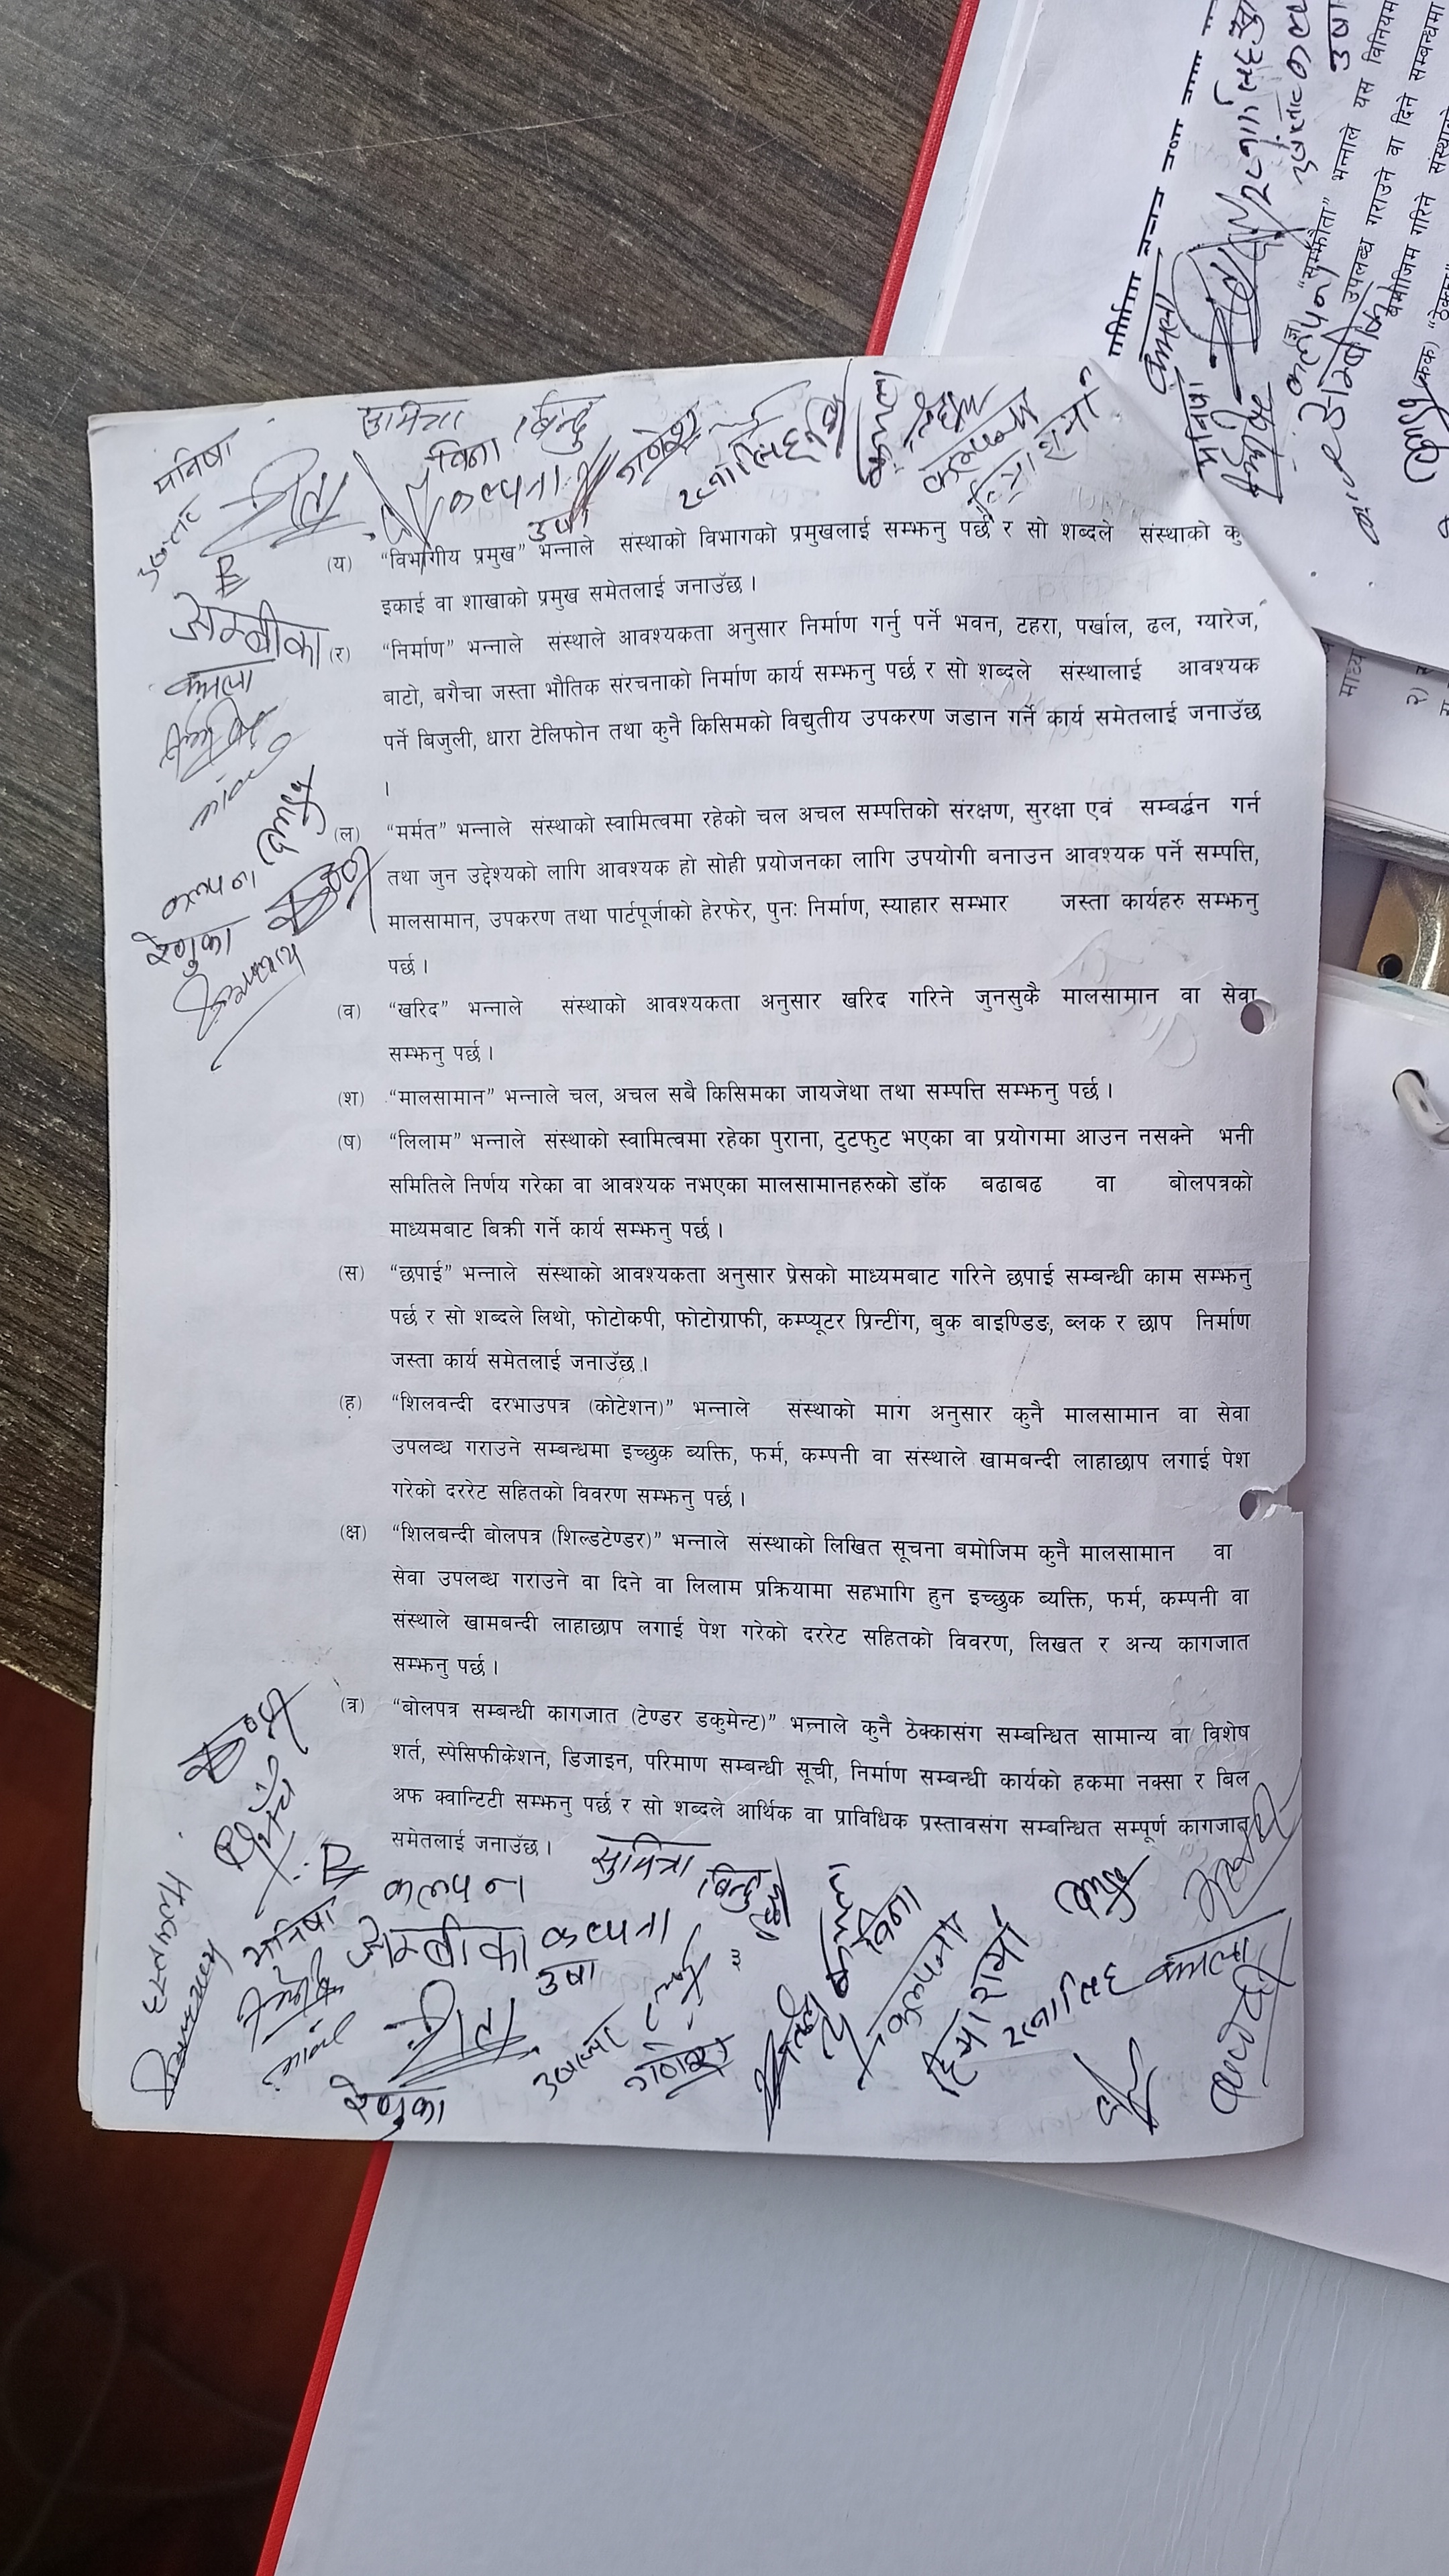 मनिषा
सुमित्रा
बिन्दु
विना
कल्पना
गणेश
उषा
कल्पना
(य) “विभागीय प्रमुख” भन्नाले संस्थाको विभागको प्रमुखलाई सम्झनु पर्छ र सो शब्दले संस्थाको
इकाई वा शाखाको प्रमुख समेतलाई जनाउँछ ।
अम्बीका
कमला
(र) “निर्माण” भन्नाले संस्थाले आवश्यकता अनुसार निर्माण गर्नु पर्ने भवन, टहरा, पर्खाल, ढल, ग्यारेज,
बाटो, बगैचा जस्ता भौतिक संरचनाको निर्माण कार्य सम्झनु पर्छ र सो शब्दले संस्थालाई आवश्यक
पर्ने बिजुली, धारा टेलिफोन तथा कुनै किसिमको विद्युतीय उपकरण जडान गर्ने कार्य समेतलाई जनाउँछ
।
(ल) “मर्मत” भन्नाले संस्थाको स्वामित्वमा रहेको चल अचल सम्पत्तिको संरक्षण, सुरक्षा एवं सम्बर्द्धन गर्न
तथा जुन उद्देश्यको लागि आवश्यक हो सोही प्रयोजनका लागि उपयोगी बनाउन आवश्यक पर्ने सम्पत्ति,
मालसामान, उपकरण तथा पार्टपूर्जाको हेरफेर, पुनः निर्माण, स्याहार सम्भार जस्ता कार्यहरु सम्झनु
पर्छ ।
कल्पना
रेणुका
(व) “खरिद” भन्नाले संस्थाको आवश्यकता अनुसार खरिद गरिने जुनसुकै मालसामान वा सेवा
सम्झनु पर्छ ।
(श) “मालसामान” भन्नाले चल, अचल सबै किसिमका जायजेथा तथा सम्पत्ति सम्झनु पर्छ ।
(ष) “लिलाम” भन्नाले संस्थाको स्वामित्वमा रहेका पुराना, टुटफुट भएका वा प्रयोगमा आउन नसक्ने भनी
समितिले निर्णय गरेका वा आवश्यक नभएका मालसामानहरुको डाँक बढाबढ वा बोलपत्रको
माध्यमबाट बिक्री गर्ने कार्य सम्झनु पर्छ ।
(स) “छपाई” भन्नाले संस्थाको आवश्यकता अनुसार प्रेसको माध्यमबाट गरिने छपाई सम्बन्धी काम सम्झनु
पर्छ र सो शब्दले लिथो, फोटोकपी, फोटोग्राफी, कम्प्यूटर प्रिन्टींग, बुक बाइण्डिङ, ब्लक र छाप निर्माण
जस्ता कार्य समेतलाई जनाउँछ ।
(ह) “शिलवन्दी दरभाउपत्र (कोटेशन)” भन्नाले संस्थाको माग अनुसार कुनै मालसामान वा सेवा
उपलव्ध गराउने सम्बन्धमा इच्छुक ब्यक्ति, फर्म, कम्पनी वा संस्थाले खामबन्दी लाहाछाप लगाई पेश
गरेको दररेट सहितको विवरण सम्झनु पर्छ ।
(क्ष) “शिलबन्दी बोलपत्र (शिल्डटेण्डर)” भन्नाले संस्थाको लिखित सूचना बमोजिम कुनै मालसामान वा
सेवा उपलब्ध गराउने वा दिने वा लिलाम प्रक्रियामा सहभागि हुन इच्छुक ब्यक्ति, फर्म, कम्पनी वा
संस्थाले खामबन्दी लाहाछाप लगाई पेश गरेको दररेट सहितको विवरण, लिखत र अन्य कागजात
सम्झनु पर्छ ।
(त्र) “बोलपत्र सम्बन्धी कागजात (टेण्डर डकुमेन्ट)” भन्नाले कुनै ठेक्कासंग सम्बन्धित सामान्य वा विशेष
शर्त, स्पेसिफीकेशन, डिजाइन, परिमाण सम्बन्धी सूची, निर्माण सम्बन्धी कार्यको हकमा नक्सा र बिल
अफ क्वान्टिटी सम्झनु पर्छ र सो शब्दले आर्थिक वा प्राविधिक प्रस्तावसंग सम्बन्धित सम्पूर्ण कागजात
समेतलाई जनाउँछ ।
सुमित्रा
बिन्दु
कल्पना
मनिषा
अम्बीका
कल्पना
उषा
३
विना
कल्पना
कमला
गणेश
रेणुका
कमला
मनिषा
“सम्झौता” भन्नाले यस विनियम
उपलब्ध गराउने वा दिने सम्बन्धमा
बमोजिम गरिने संस्थाको